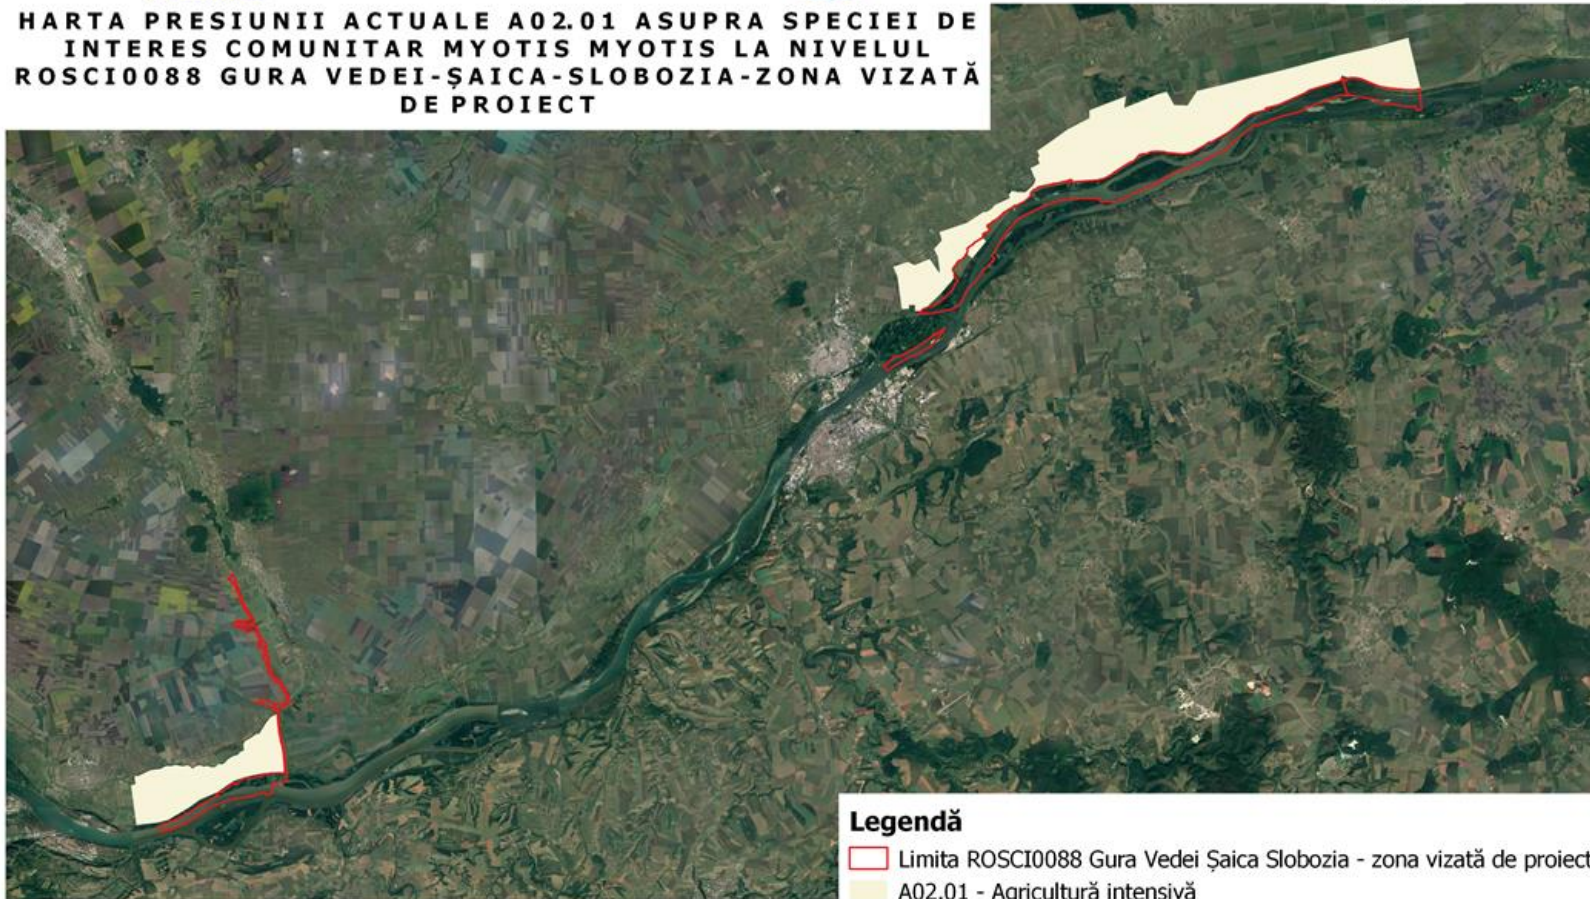 HARTA PRESIUNII ACTUALE A02.01 ASUPRA SPECIEI DE
INTERES COMUNITAR MYOTIS MYOTIS LA NIVELUL
ROSCI0088 GURA VEDEI-ȘAICA-SLOBOZIA-ZONA VIZATĂ
DE PROIECT
Legendă
Limita ROSCI0088 Gura Vedei Șaica Slobozia - zona vizată de proiect
A02.01 - Agricultură intensivă